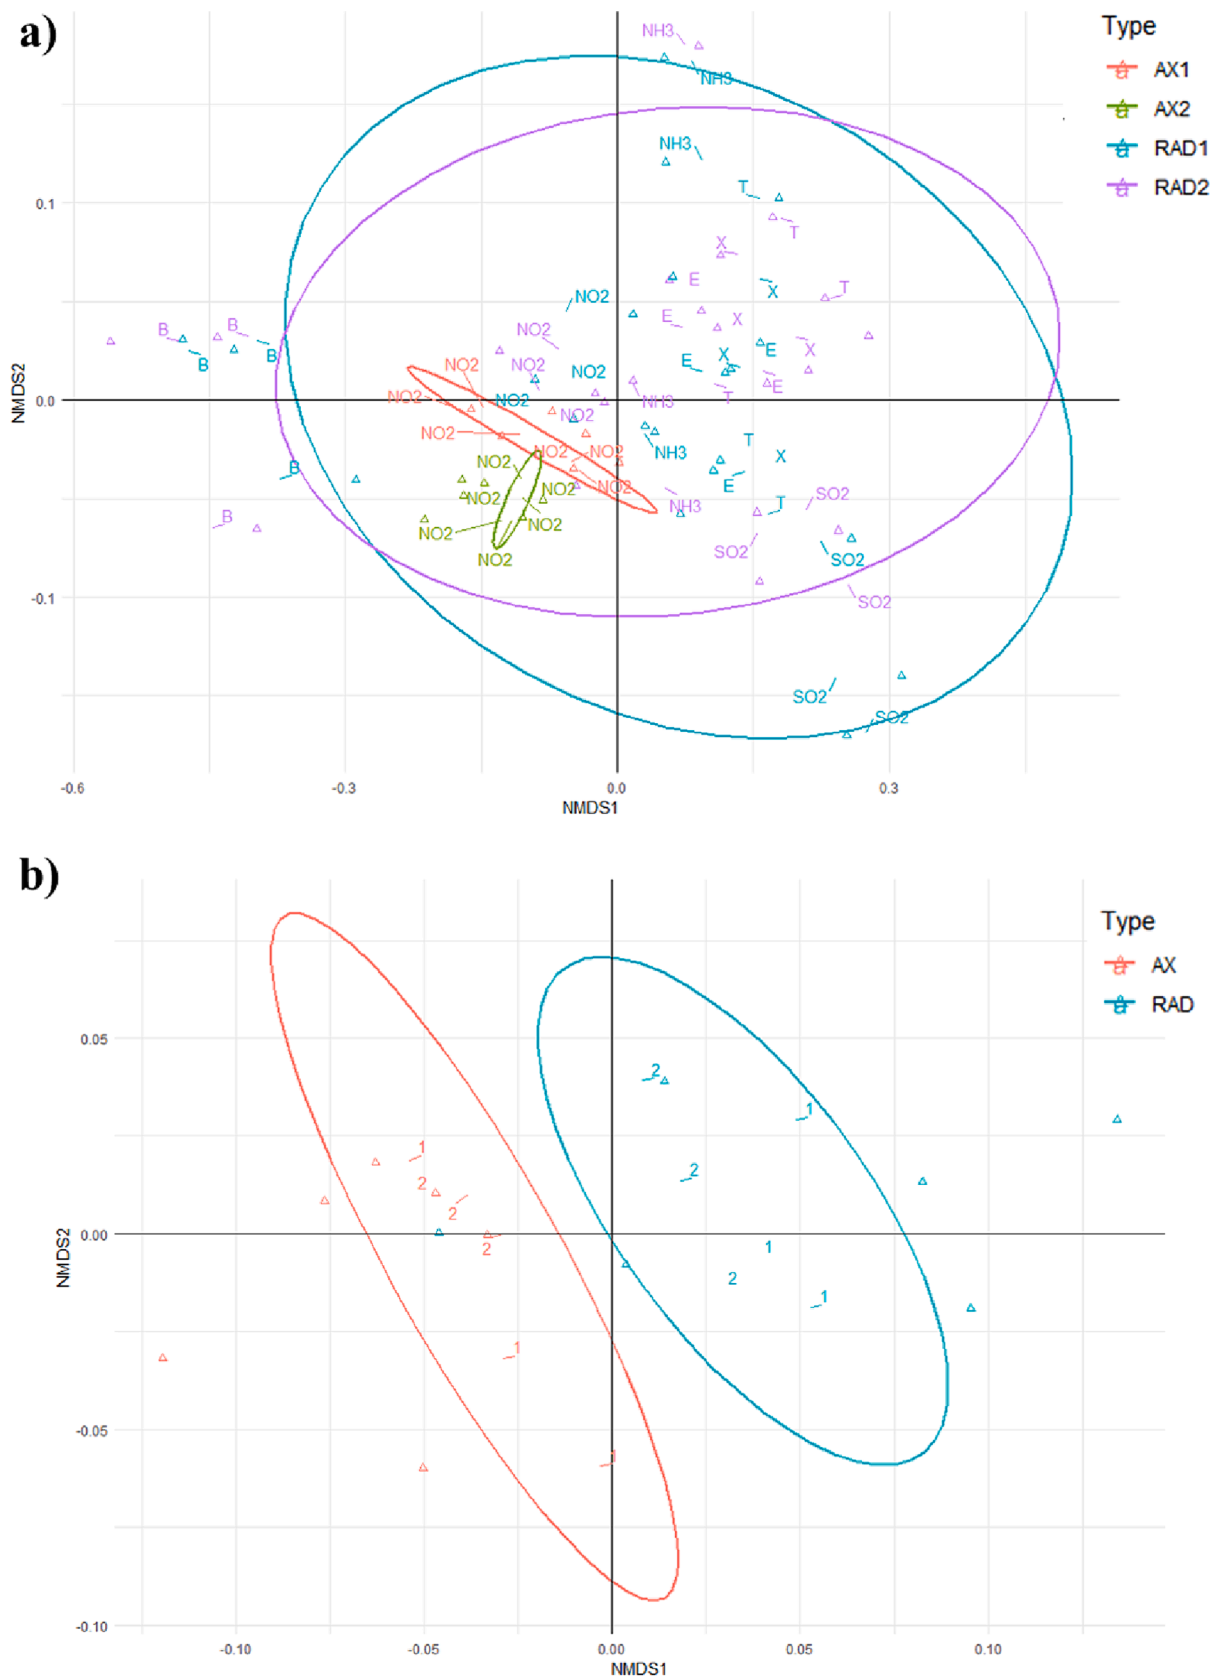 a)
Type
AX1
AX2
RAD1
RAD2
NH3
NH3
NH3
T
T
X
E
X
T
NO2
E
X
NO2
B
B
B
B
E
X
X
NO2
NO2
NO2
E
E
T
NO2
NO2
NH3
NO2
NO2
T
NH3
X
NO2
NO2
NO2
B
E
NO2
NO2
NO2
NH3
SO2
T
B
NO2
NO2
SO2
SO2
NO2
SO2
SO2
SO2
0.1
0.0
-0.1
NMDS2
-0.6
-0.3
0.0
0.3
NMDS1
b)
Type
AX
RAD
2
1
1
2
2
2
2
1
2
1
1
1
0.05
0.00
-0.05
-0.10
NMDS2
-0.10
-0.05
0.00
0.05
0.10
NMDS1